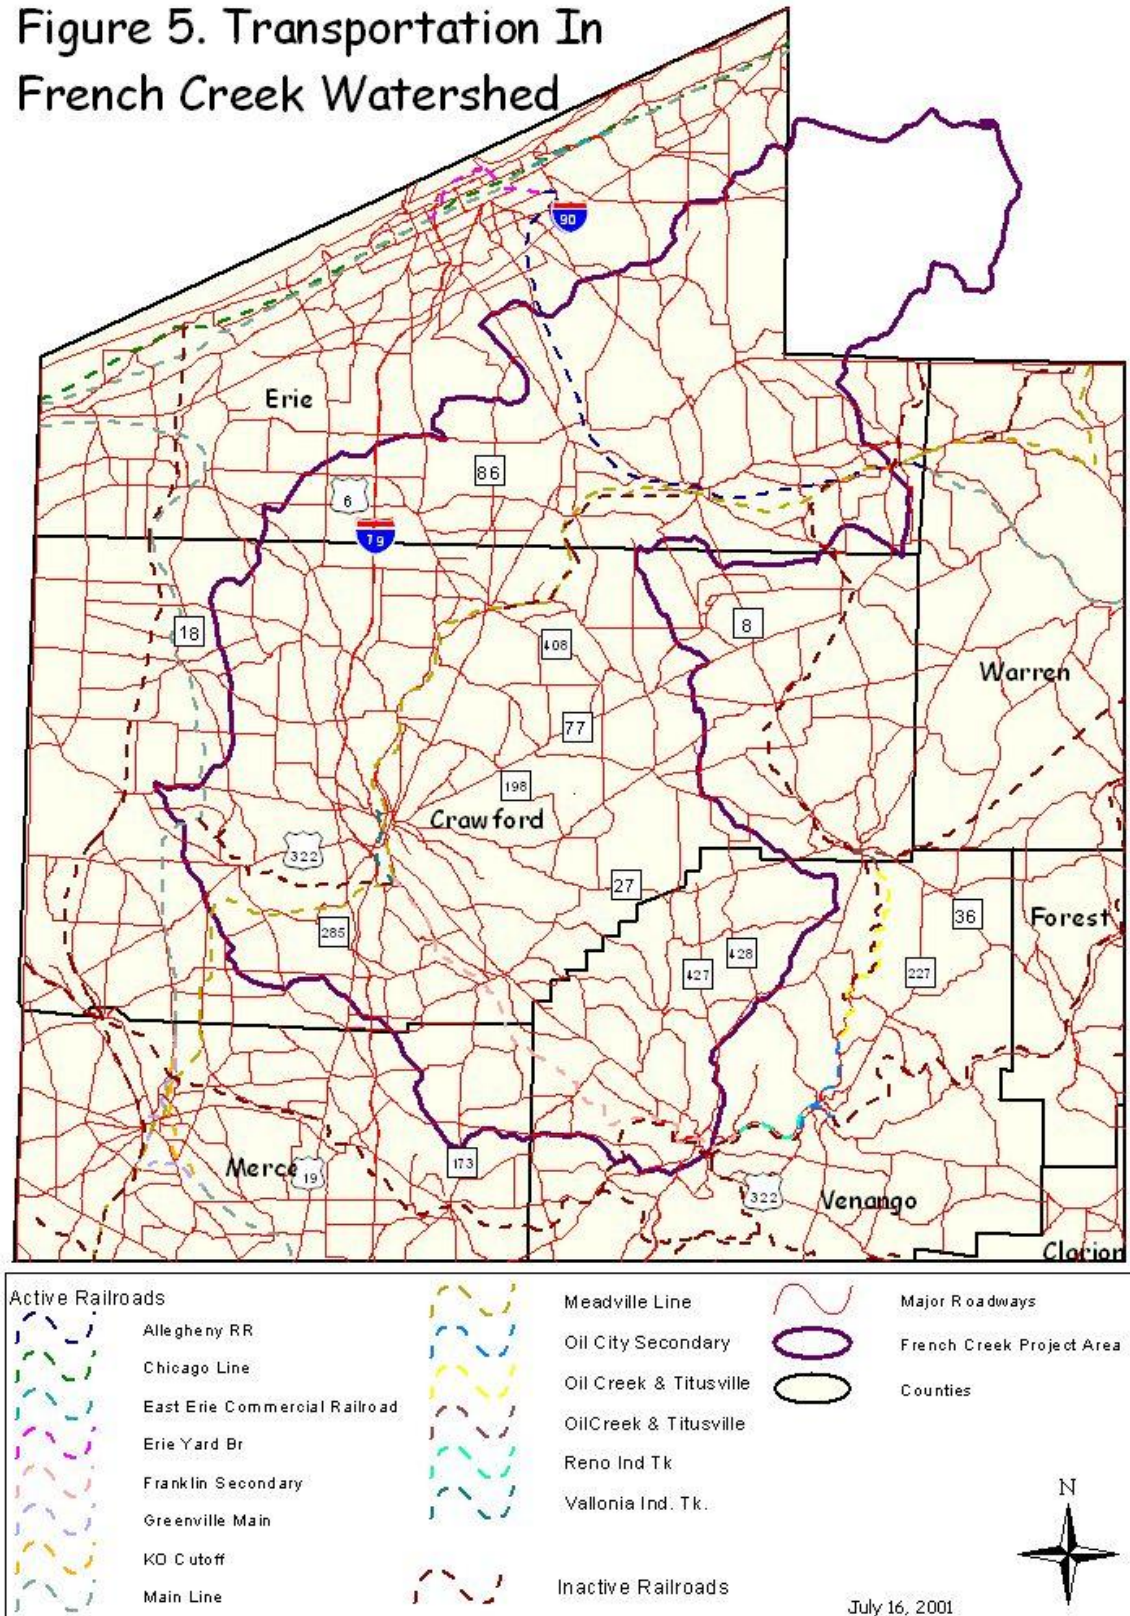 Figure 5. Transportation In
French Creek Watershed
90
Erie
86
6
79
18
8
408
Warren
77
198
Crawford
322
27
36
Forest
285
428
427
227
173
Merce
19
322
Venango
Clarion
Active Railroads
Allegheny RR
Chicago Line
East Erie Commercial Railroad
Erie Yard Br
Franklin Secondary
Greenville Main
KO Cutoff
Main Line
Meadville Line
Oil City Secondary
Oil Creek & Titusville
OilCreek & Titusville
Reno Ind Tk
Vallonia Ind. Tk.
Inactive Railroads
Major Roadways
French Creek Project Area
Counties
N
July 16, 2001